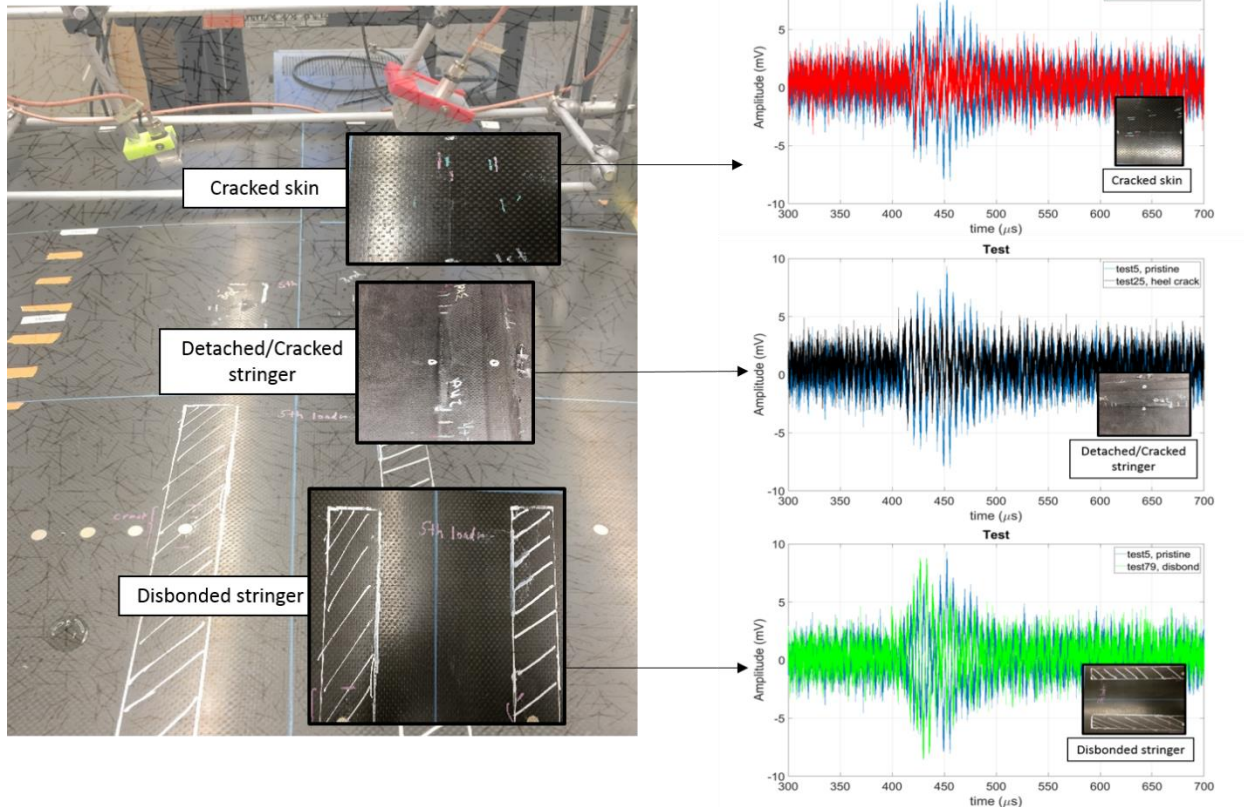 Cracked skin
Detached/Cracked
stringer
Disbonded stringer
5th loadin
Amplitude (mV)
5
0
-5
-10
300 350 400 450 500 550 600 650 700
time (μs)
Cracked skin
Test
test5, pristine
test25, heel crack
Amplitude (mV)
10
5
0
-5
-10
300 350 400 450 500 550 600 650 700
time (μs)
Detached/Cracked
stringer
Test
test5, pristine
test79, disbond
Amplitude (mV)
10
5
0
-5
-10
300 350 400 450 500 550 600 650 700
time (μs)
Disbonded stringer